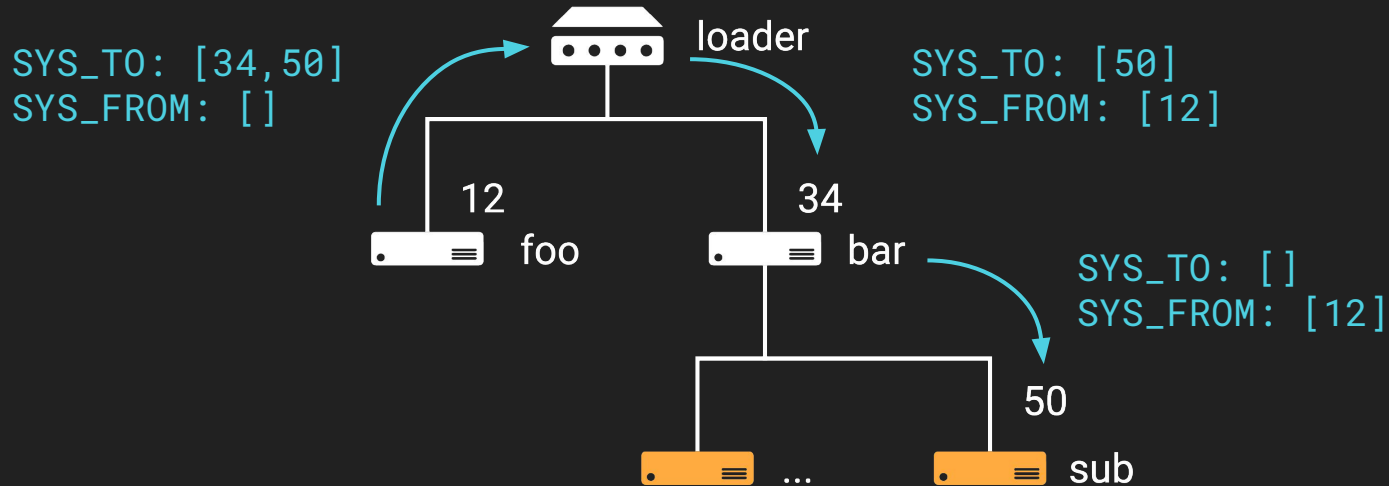 loader
SYS_TO: [34,50]
SYS_FROM: []
SYS_TO: [50]
SYS_FROM: [12]
12
34
foo
bar
SYS_TO: []
SYS_FROM: [12]
50
...
sub